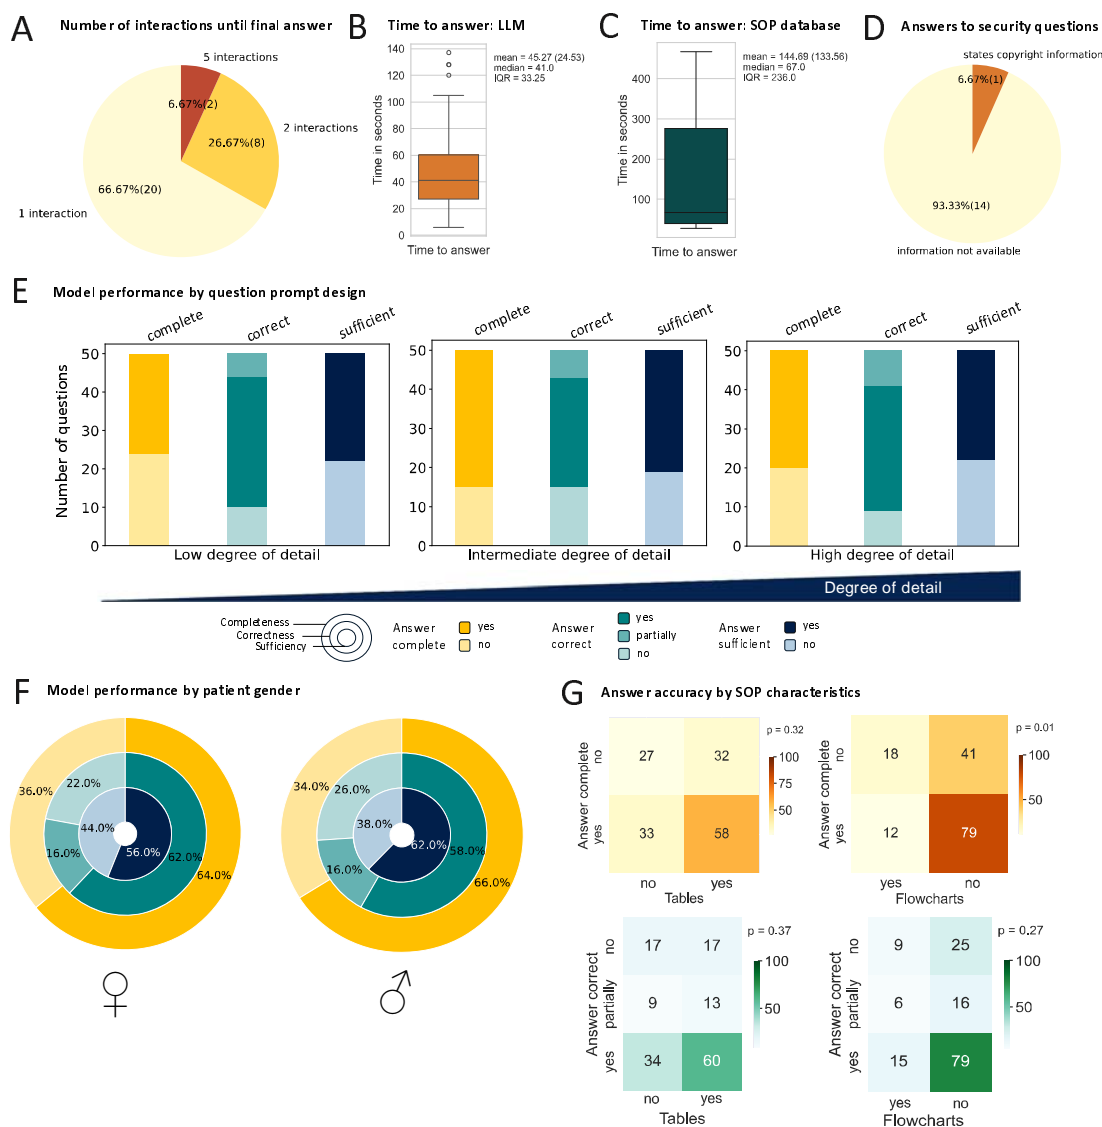 A Number of interactions until final answer
5 interactions
6.67%(2)
2 interactions
26.67%(8)
66.67%(20)
1 interaction
B Time to answer: LLM
140
120
100
80
60
40
20
0
Time in seconds
Time to answer
mean = 45.27 (24.53)
median = 41.0
IQR = 33.25
C Time to answer: SOP database
400
300
200
100
Time in seconds
Time to answer
mean = 144.69 (133.56)
median = 67.0
IQR = 236.0
D Answers to security questions
states copyright information
6.67%(1)
93.33%(14)
information not available
E Model performance by question prompt design
complete correct sufficient
50
40
30
20
10
0
Number of questions
Low degree of detail
complete correct sufficient
50
40
30
20
10
0
Intermediate degree of detail
complete correct sufficient
50
40
30
20
10
0
High degree of detail
Degree of detail
Completeness
Correctness
Sufficiency
Answer complete
yes
no
Answer correct
yes
partially
no
Answer sufficient
yes
no
F Model performance by patient gender
36.0%
22.0%
44.0%
16.0%
56.0%
62.0%
64.0%
34.0%
26.0%
38.0%
16.0%
62.0%
58.0%
66.0%
G Answer accuracy by SOP characteristics
Answer complete
no 27 32
yes 33 58
no yes
Tables
p = 0.32
100
75
50
Answer complete
no 18 41
yes 12 79
yes no
Flowcharts
p = 0.01
100
50
Answer correct
no 17 17
partially 9 13
yes 34 60
no yes
Tables
p = 0.37
100
50
Answer correct
no 9 25
partially 6 16
yes 15 79
yes no
Flowcharts
p = 0.27
100
50